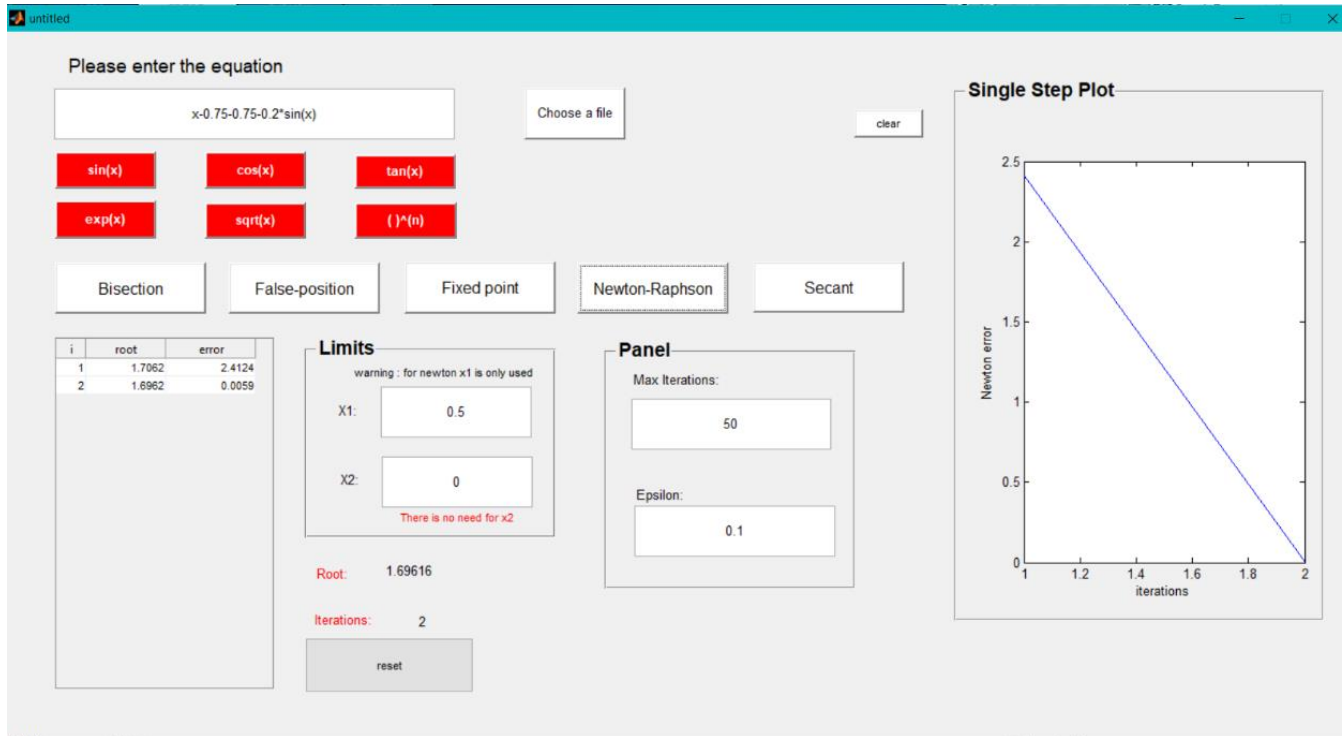 untitled
Please enter the equation
x-0.75-0.75-0.2*sin(x)
Choose a file
clear
sin(x) cos(x) tan(x)
exp(x) sqrt(x) ( )^(n)
Bisection False-position Fixed point Newton-Raphson Secant
i root error
1 1.7062 2.4124
2 1.6962 0.0059
Limits
warning : for newton x1 is only used
X1: 0.5
X2: 0
There is no need for x2
Root: 1.69616
Iterations: 2
reset
Panel
Max Iterations:
50
Epsilon:
0.1
Single Step Plot
2.5
2
1.5
1
0.5
0
Newton error
1 1.2 1.4 1.6 1.8 2
iterations